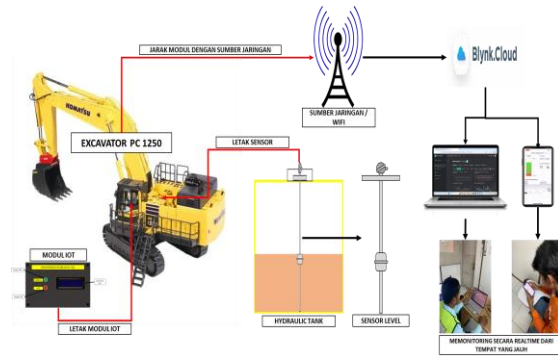 JARAK MODUL DENGAN SUMBER JARINGAN
Blynk.Cloud
KOMATSU
SUMBER JARINGAN /
WIFI
EXCAVATOR PC 1250
LETAK SENSOR
MODUL IOT
LETAK MODUL IOT
HYDRAULIC TANK
SENSOR LEVEL
MEMONITORING SECARA REALTIME DARI
TEMPAT YANG JAUH